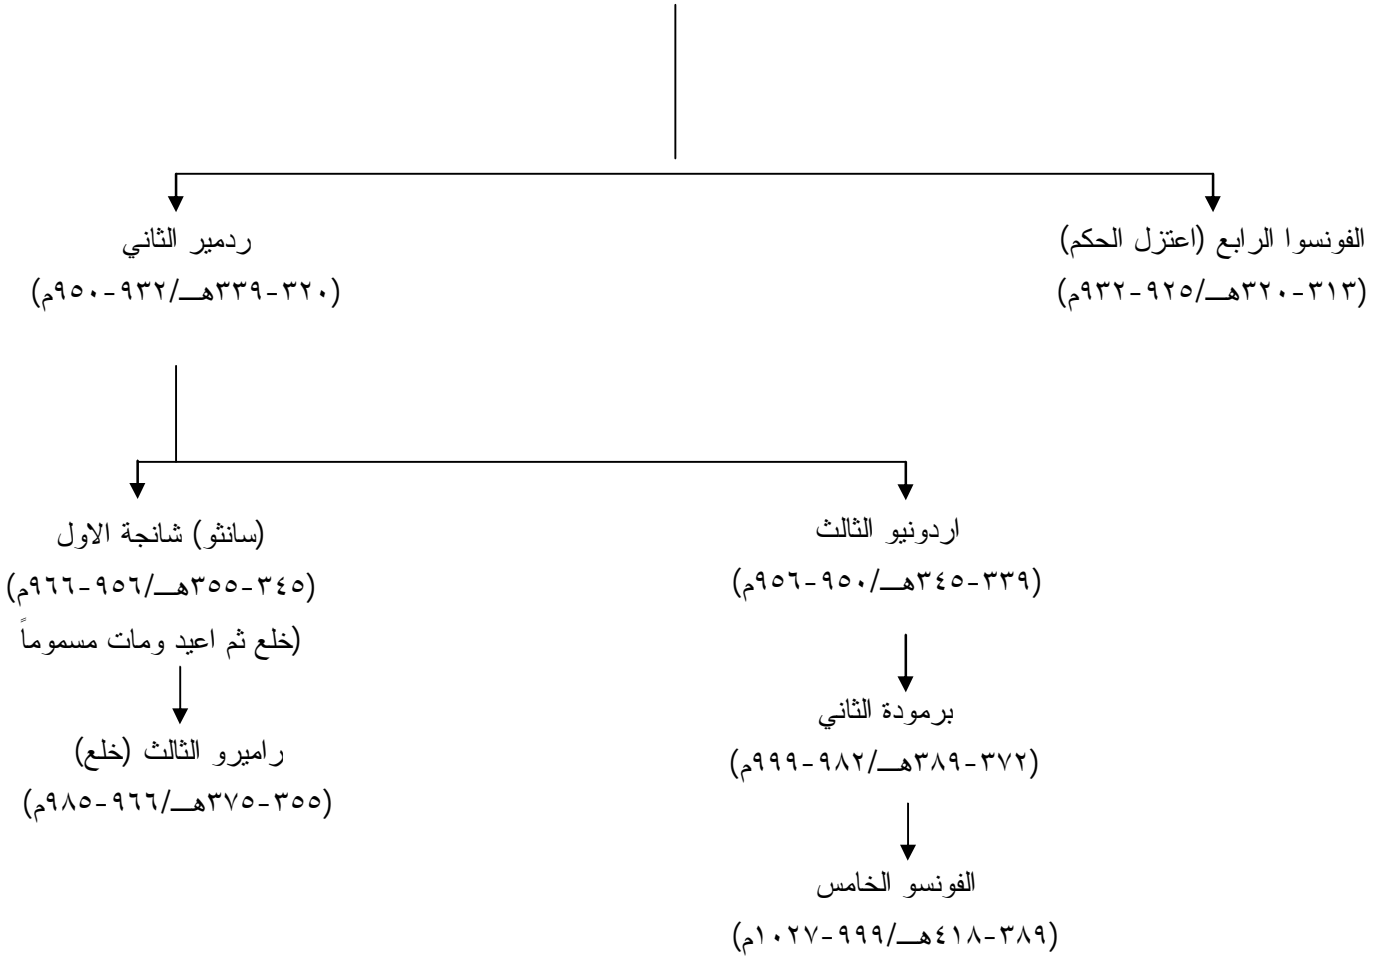 الفونسوا الرابع (اعتزل الحكم)
(٣١٣-٣٢٠هـ/٩٢٥-٩٣٢م)
ردمير الثاني
(٣٢٠-٣٣٩هـ/٩٣٢-٩٥٠م)
اردونيو الثالث
(٣٣٩-٣٤٥هـ/٩٥٠-٩٥٦م)
(سانثو) شانجة الاول
(٣٤٥-٣٥٥هـ/٩٥٦-٩٦٦م)
(خلع ثم اعيد ومات مسموماً
برمودة الثاني
(٣٧٢-٣٨٩هـ/٩٨٢-٩٩٩م)
راميرو الثالث (خلع)
(٣٥٥-٣٧٥هـ/٩٦٦-٩٨٥م)
الفونسو الخامس
(٣٨٩-٤١٨هـ/٩٩٩-١٠٢٧م)